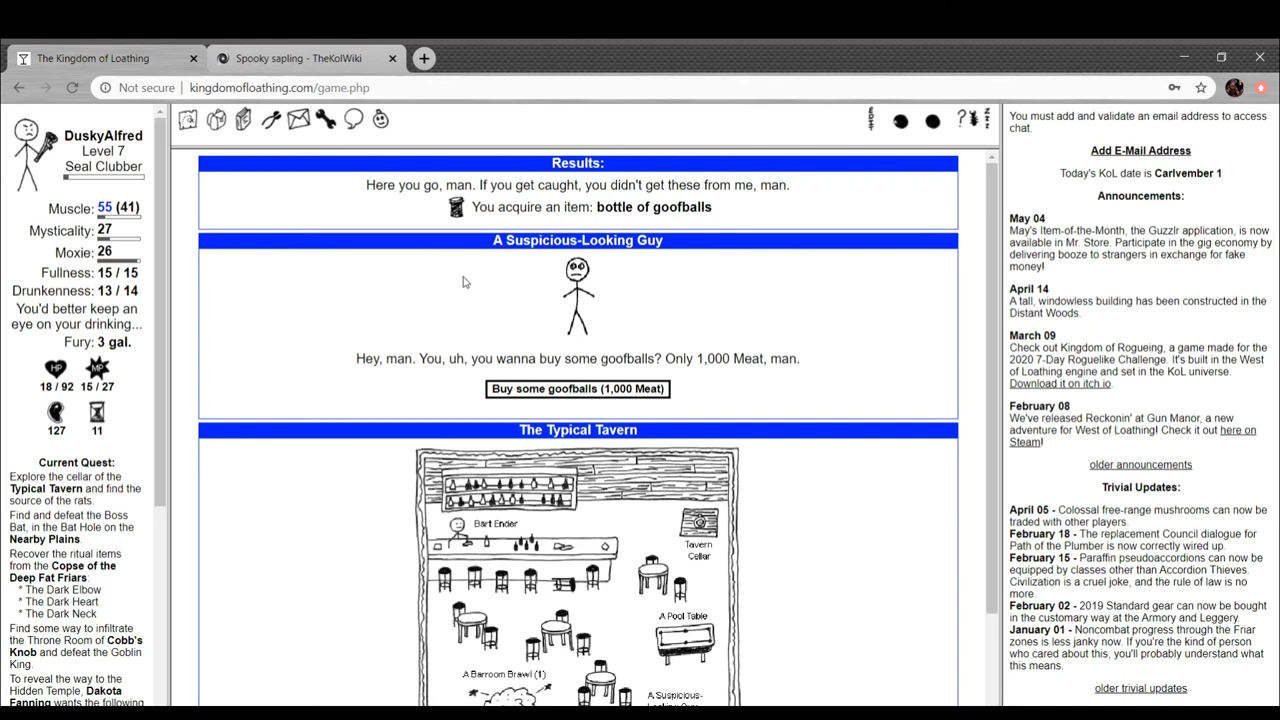 The Kingdom of Loathing
Spooky sapling - TheKolWiki
Not secure
kingdomofloathing.com/game.php
DuskyAlfred
Level 7
Seal Clubber
Muscle: 55 (41)
Mysticality: 27
Moxie: 26
Fullness: 15 / 15
Drunkenness: 13 / 14
You'd better keep an
eye on your drinking...
Fury: 3 gal.
HP
MP
18 / 92
15 / 27
127
11
Current Quest:
Explore the cellar of the
Typical Tavern and find the
source of the rats.
Find and defeat the Boss
Bat, in the Bat Hole on the
Nearby Plains.
Recover the ritual items
from the Copse of the
Deep Fat Friars:
* The Dark Elbow
* The Dark Heart
* The Dark Neck
Find some way to infiltrate
the Throne Room of Cobb's
Knob and defeat the Goblin
King.
To reveal the way to the
Hidden Temple, Dakota
Fanning wants the following
Results:
Here you go, man. If you get caught, you didn't get these from me, man.
You acquire an item: bottle of goofballs
A Suspicious-Looking Guy
Hey, man. You, uh, you wanna buy some goofballs? Only 1,000 Meat, man.
Buy some goofballs (1,000 Meat)
The Typical Tavern
Bart Ender
Tavern
Cellar
A Pool Table
A Barroom Brawl (1)
A Suspicious-
You must add and validate an email address to access
chat.
Add E-Mail Address
Today's KoL date is Carlvember 1
Announcements:
May 04
May's Item-of-the-Month, the Guzzlr application, is now
available in Mr. Store. Participate in the gig economy by
delivering booze to strangers in exchange for fake
money!
April 14
A tall, windowless building has been constructed in the
Distant Woods.
March 09
Check out Kingdom of Rogueing, a game made for the
2020 7-Day Roguelike Challenge. It's built in the West
of Loathing engine and set in the KoL universe.
Download it on itch.io.
February 08
We've released Reckonin' at Gun Manor, a new
adventure for West of Loathing! Check it out here on
Steam!
older announcements
Trivial Updates:
April 05 - Colossal free-range mushrooms can now be
traded with other players.
February 18 - The replacement Council dialogue for
Path of the Plumber is now correctly wired up.
February 15 - Paraffin pseudoaccordions can now be
equipped by classes other than Accordion Thieves.
Civilization is a cruel joke, and the rule of law is no
more.
February 02 - 2019 Standard gear can now be bought
in the customary way at the Armory and Leggery.
January 01 - Noncombat progress through the Friar
zones is less janky now. If you're the kind of person
who cared about this, you'll probably understand what
this means.
older trivial updates